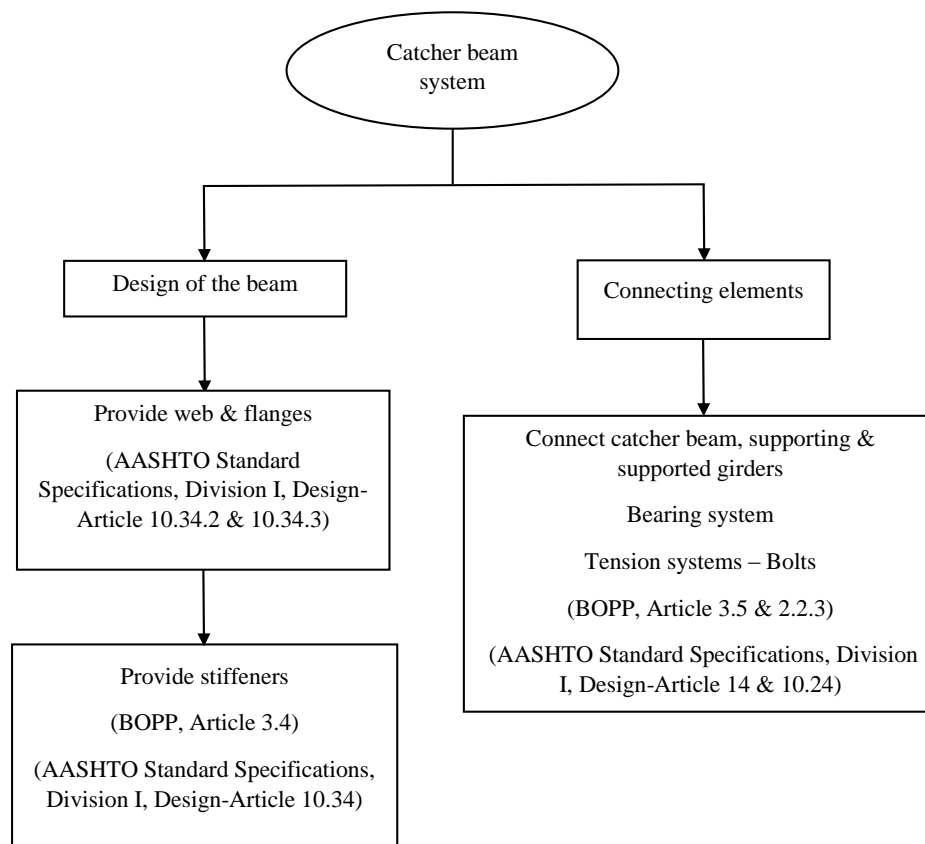 Catcher beam
system
Design of the beam
Connecting elements
Provide web & flanges
(AASHTO Standard
Specifications, Division I, Design-
Article 10.34.2 & 10.34.3)
Provide stiffeners
(BOPP, Article 3.4)
(AASHTO Standard Specifications,
Division I, Design-Article 10.34)
Connect catcher beam, supporting &
supported girders
Bearing system
Tension systems – Bolts
(BOPP, Article 3.5 & 2.2.3)
(AASHTO Standard Specifications, Division
I, Design-Article 14 & 10.24)